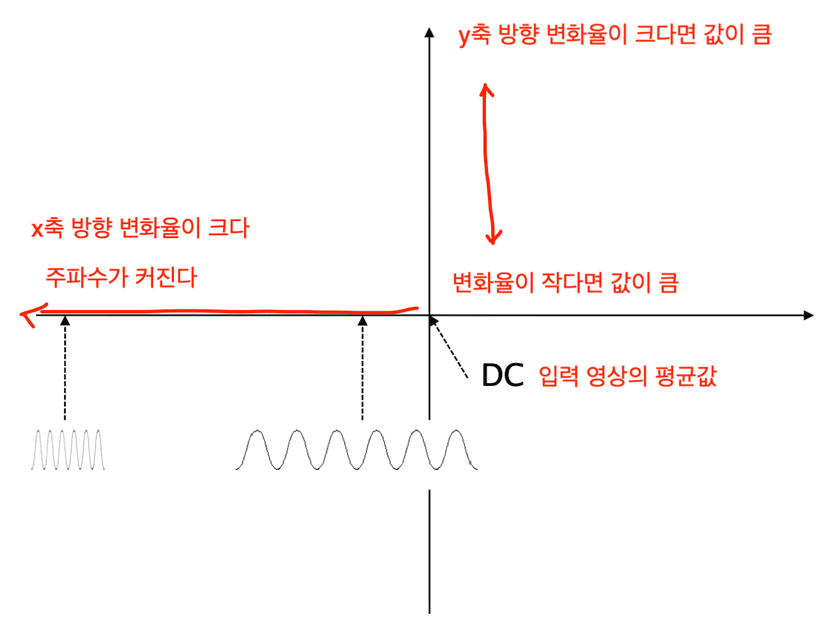 y축 방향 변화율이 크다면 값이 큼
x축 방향 변화율이 크다
주파수가 커진다
변화율이 작다면 값이 큼
DC 입력 영상의 평균값